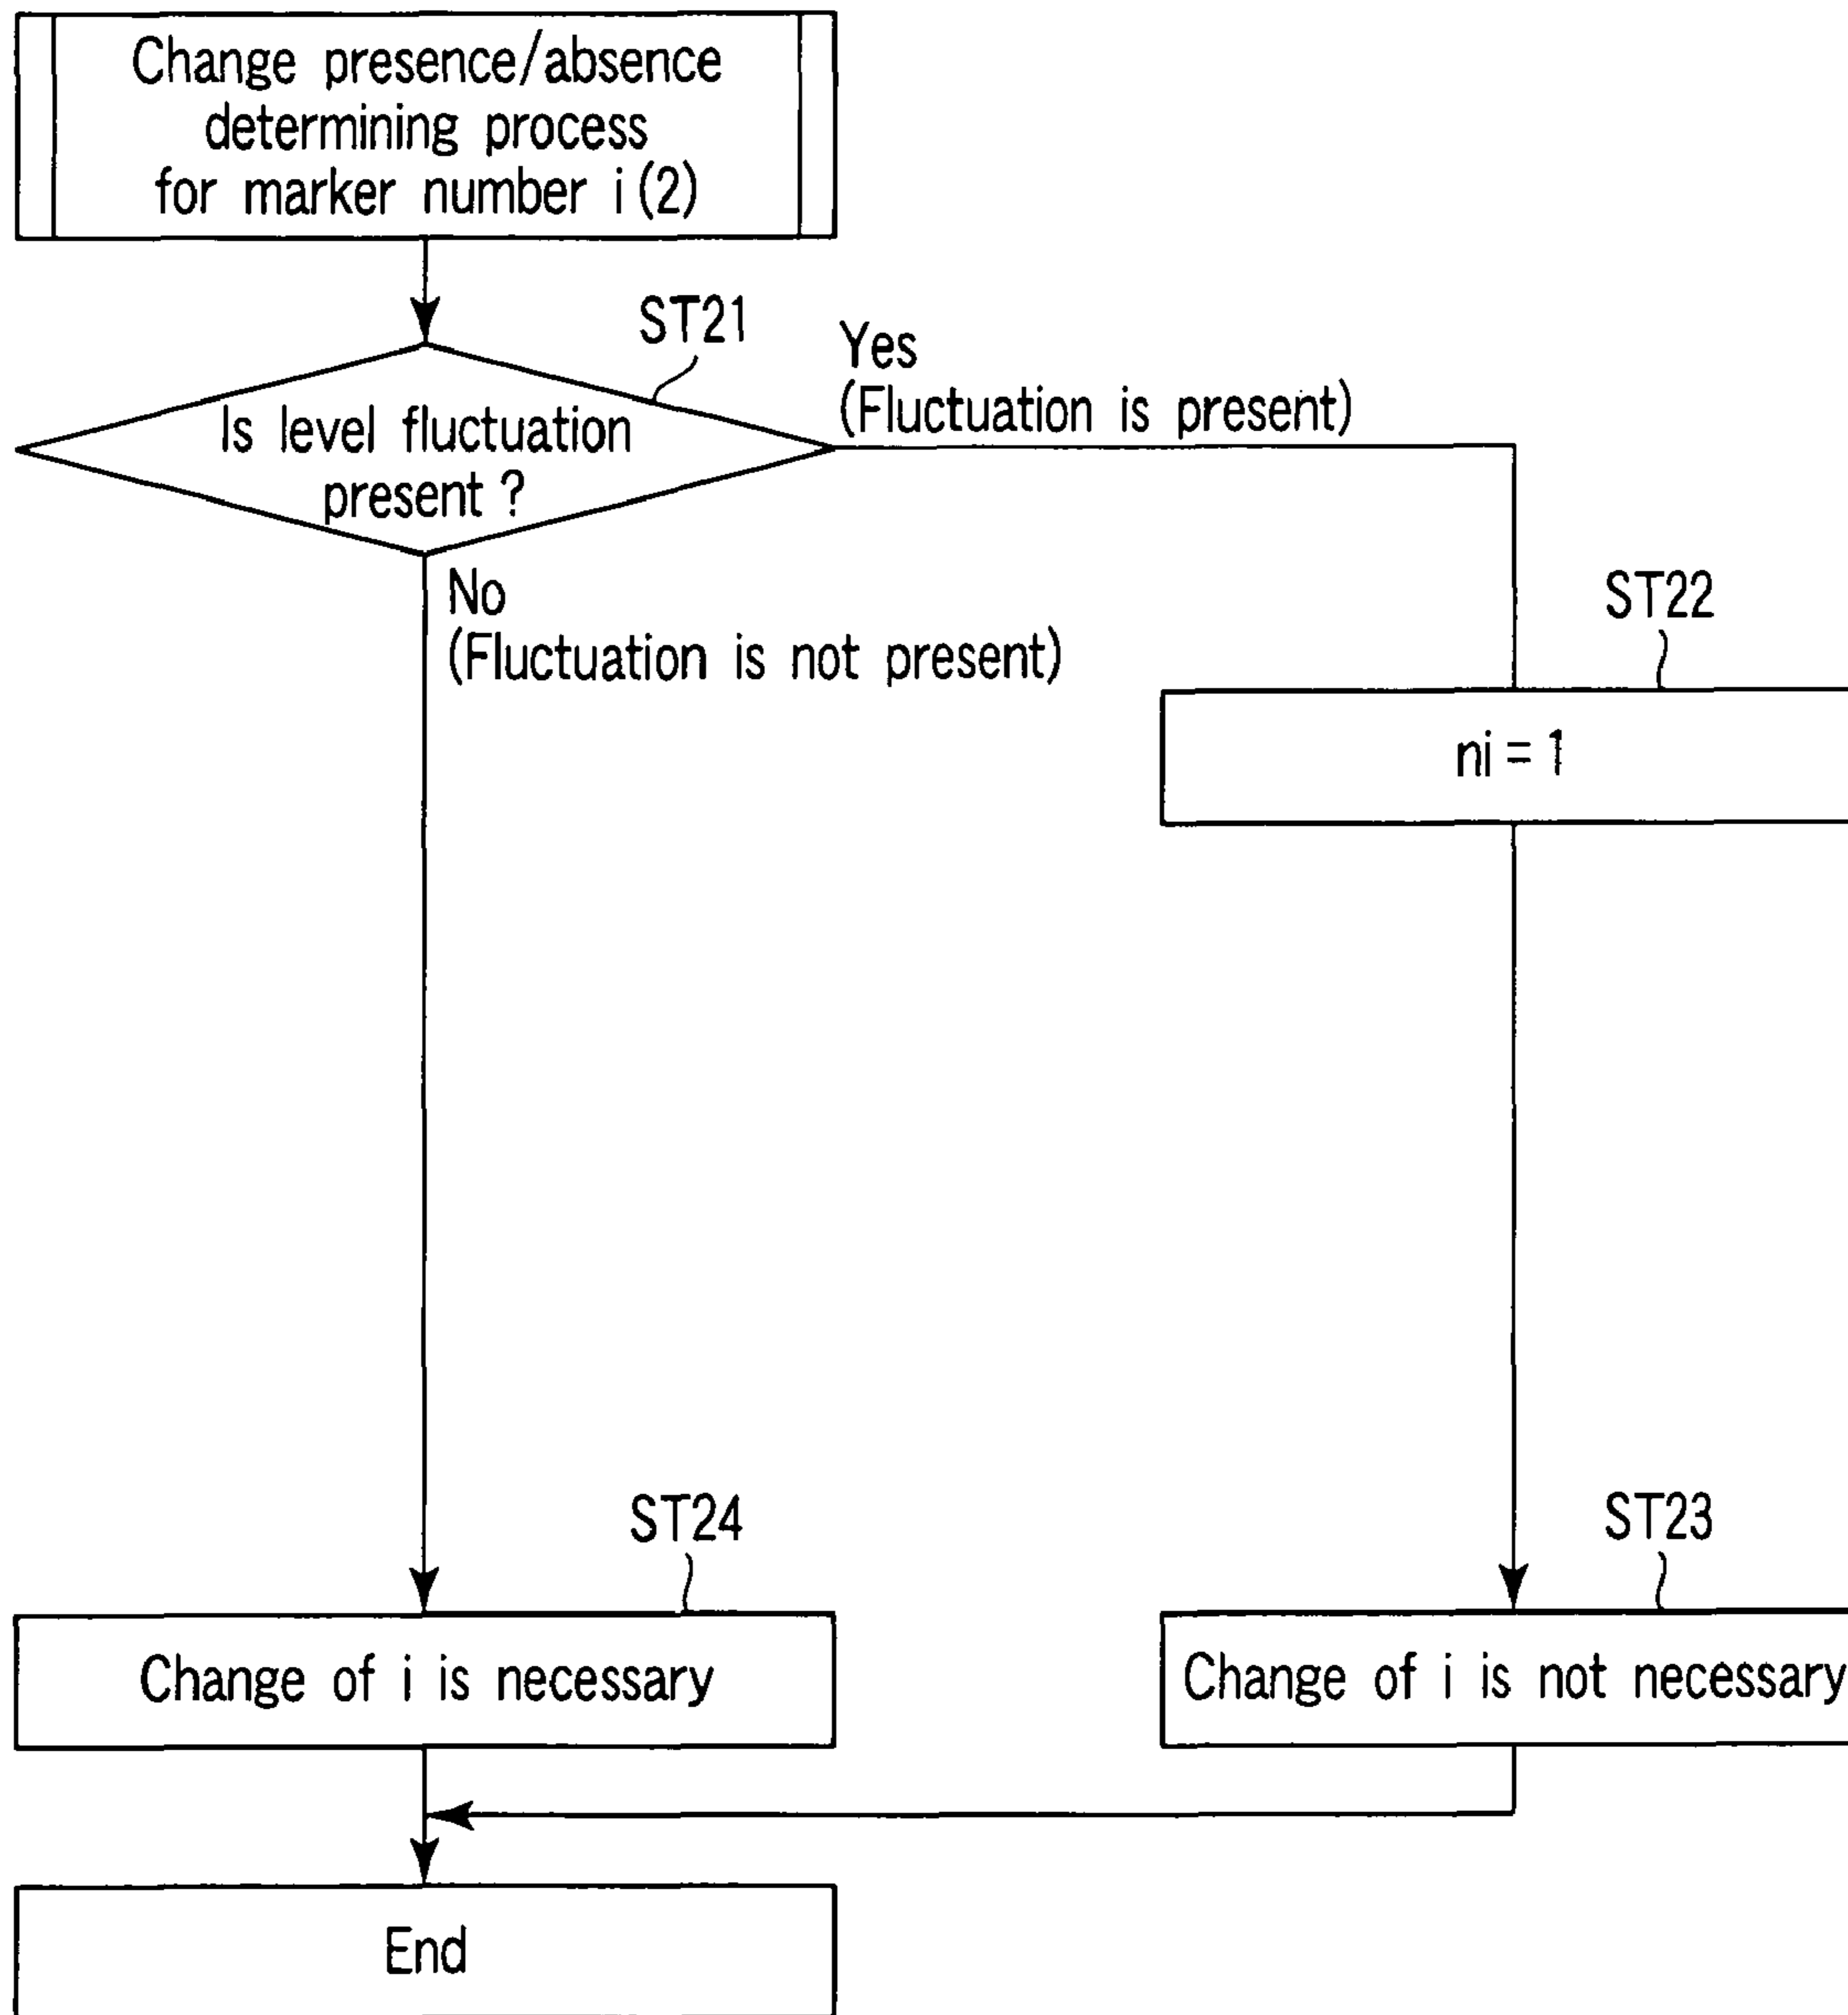 Change presence/absence
determining process
for marker number i (2)
ST21
Yes
(Fluctuation is present)
Is level fluctuation
present ?
No
(Fluctuation is not present)
ST22
ni = 1
ST24
ST23
Change of i is necessary
Change of i is not necessary
End